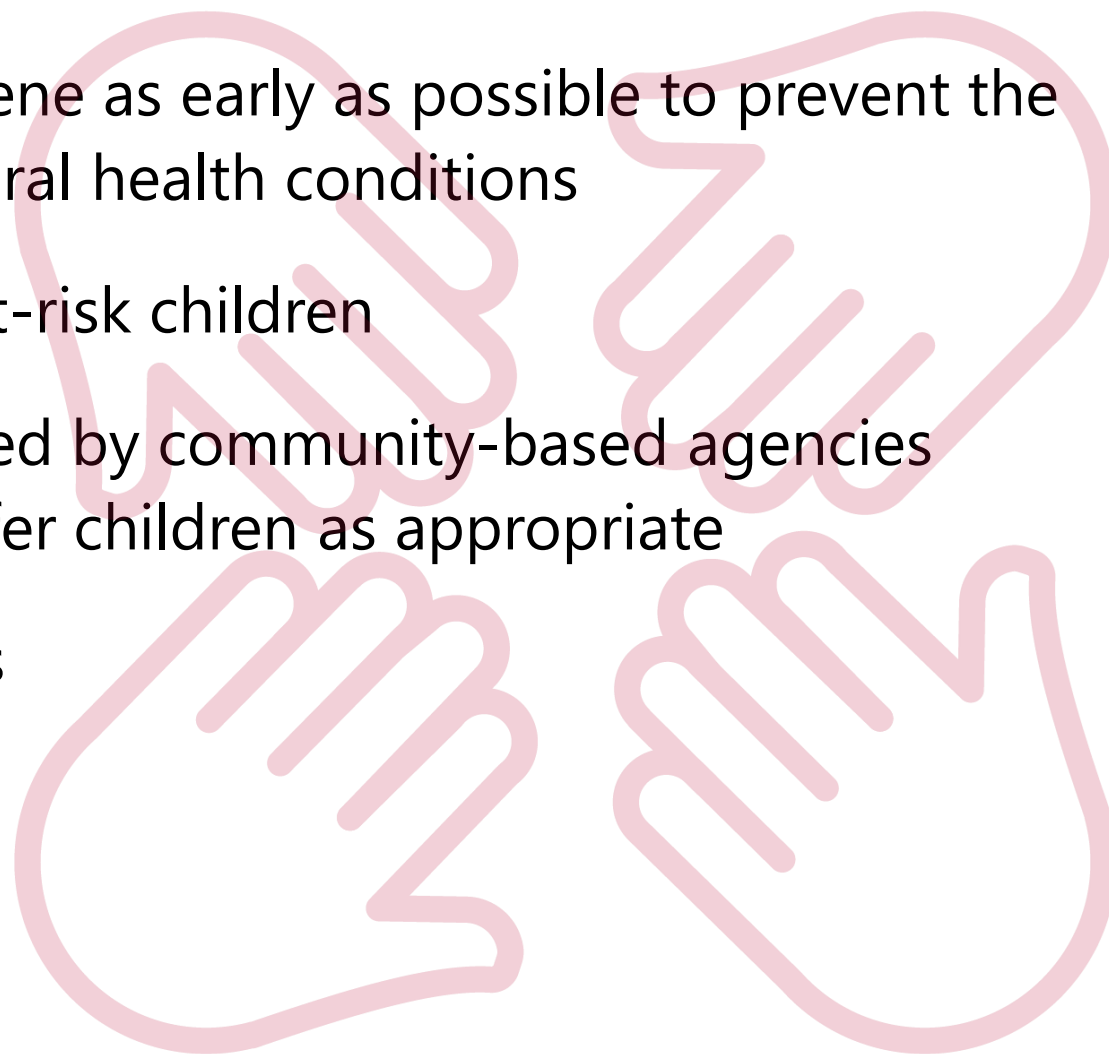 ene as early as possible to prevent the
ral health conditions
t-risk children
ed by community-based agencies
er children as appropriate
s